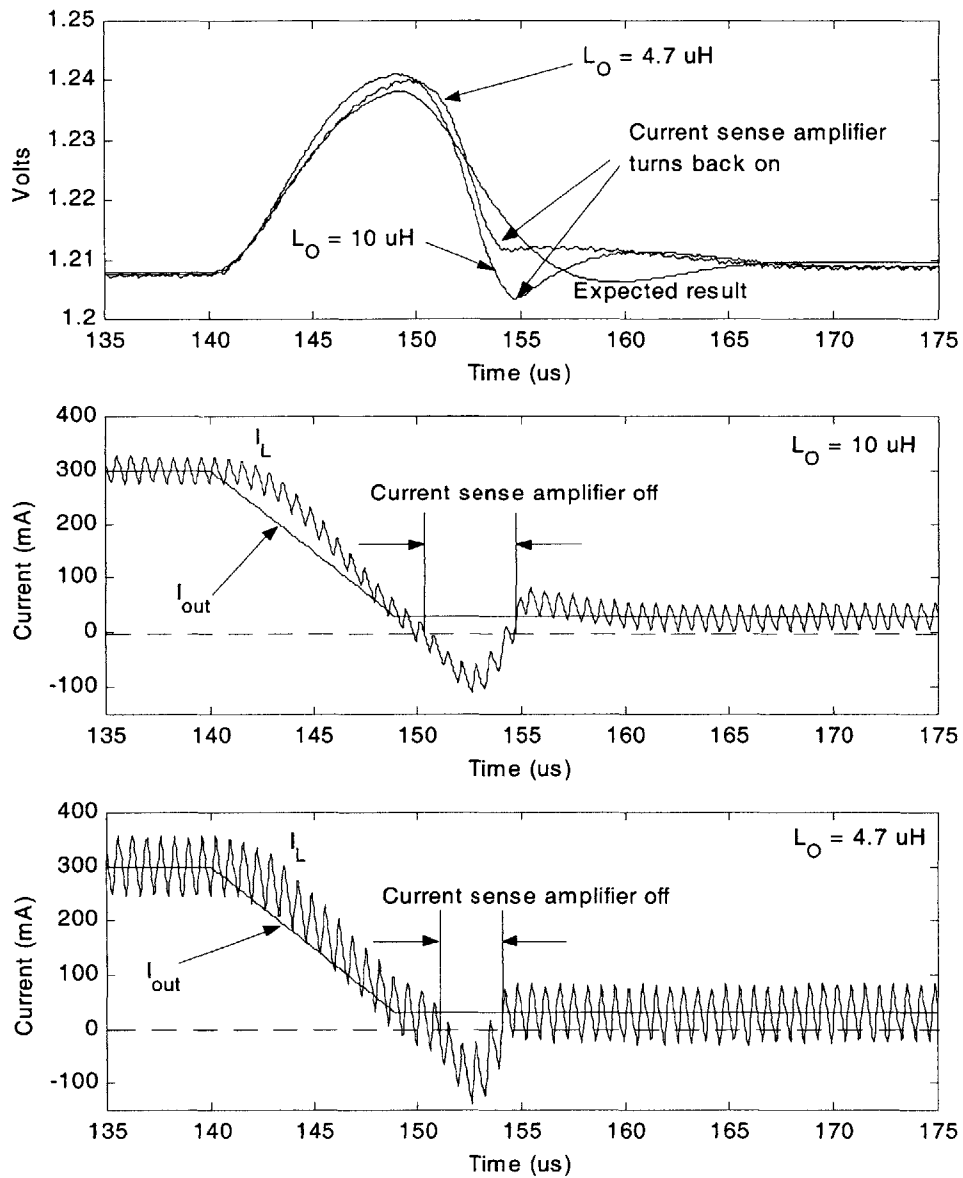 1.25
L_O = 4.7 uH
1.24
Current sense amplifier
turns back on
1.23
Volts
1.22
L_O = 10 uH
1.21
Expected result
1.2
135 140 145 150 155 160 165 170 175
Time (us)
400
I_L
L_O = 10 uH
300
Current sense amplifier off
200
Current (mA)
100
I_out
0
-100
135 140 145 150 155 160 165 170 175
Time (us)
400
I_L
L_O = 4.7 uH
300
Current sense amplifier off
200
Current (mA)
I_out
100
0
-100
135 140 145 150 155 160 165 170 175
Time (us)